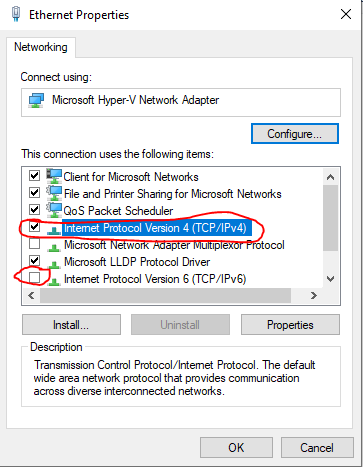 Ethernet Properties
Networking
Connect using:
Microsoft Hyper-V Network Adapter
Configure...
This connection uses the following items:
Client for Microsoft Networks
File and Printer Sharing for Microsoft Networks
QoS Packet Scheduler
Internet Protocol Version 4 (TCP/IPv4)
Microsoft Network Adapter Multiplexor Protocol
Microsoft LLDP Protocol Driver
Internet Protocol Version 6 (TCP/IPv6)
Install... Uninstall Properties
Description
Transmission Control Protocol/Internet Protocol. The default
wide area network protocol that provides communication
across diverse interconnected networks.
OK Cancel